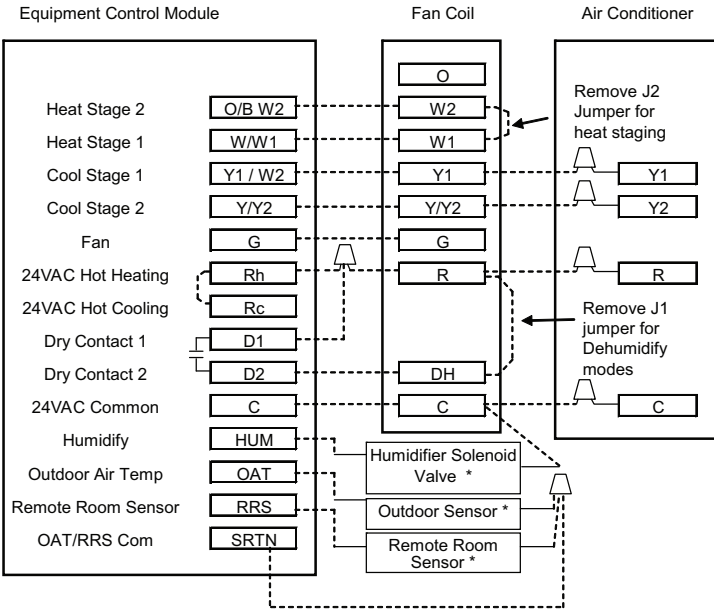 Equipment Control Module
Fan Coil
Air Conditioner
O
Heat Stage 2
O/B W2
W2
Remove J2
Jumper for
heat staging
Heat Stage 1
W/W1
W1
Cool Stage 1
Y1 / W2
Y1
Y1
Cool Stage 2
Y/Y2
Y/Y2
Y2
Fan
G
G
24VAC Hot Heating
Rh
R
R
24VAC Hot Cooling
Rc
Remove J1
jumper for
Dehumidify
modes
Dry Contact 1
D1
Dry Contact 2
D2
DH
24VAC Common
C
C
C
Humidify
HUM
Humidifier Solenoid
Valve *
Outdoor Air Temp
OAT
Outdoor Sensor *
Remote Room Sensor
RRS
Remote Room
Sensor *
OAT/RRS Com
SRTN